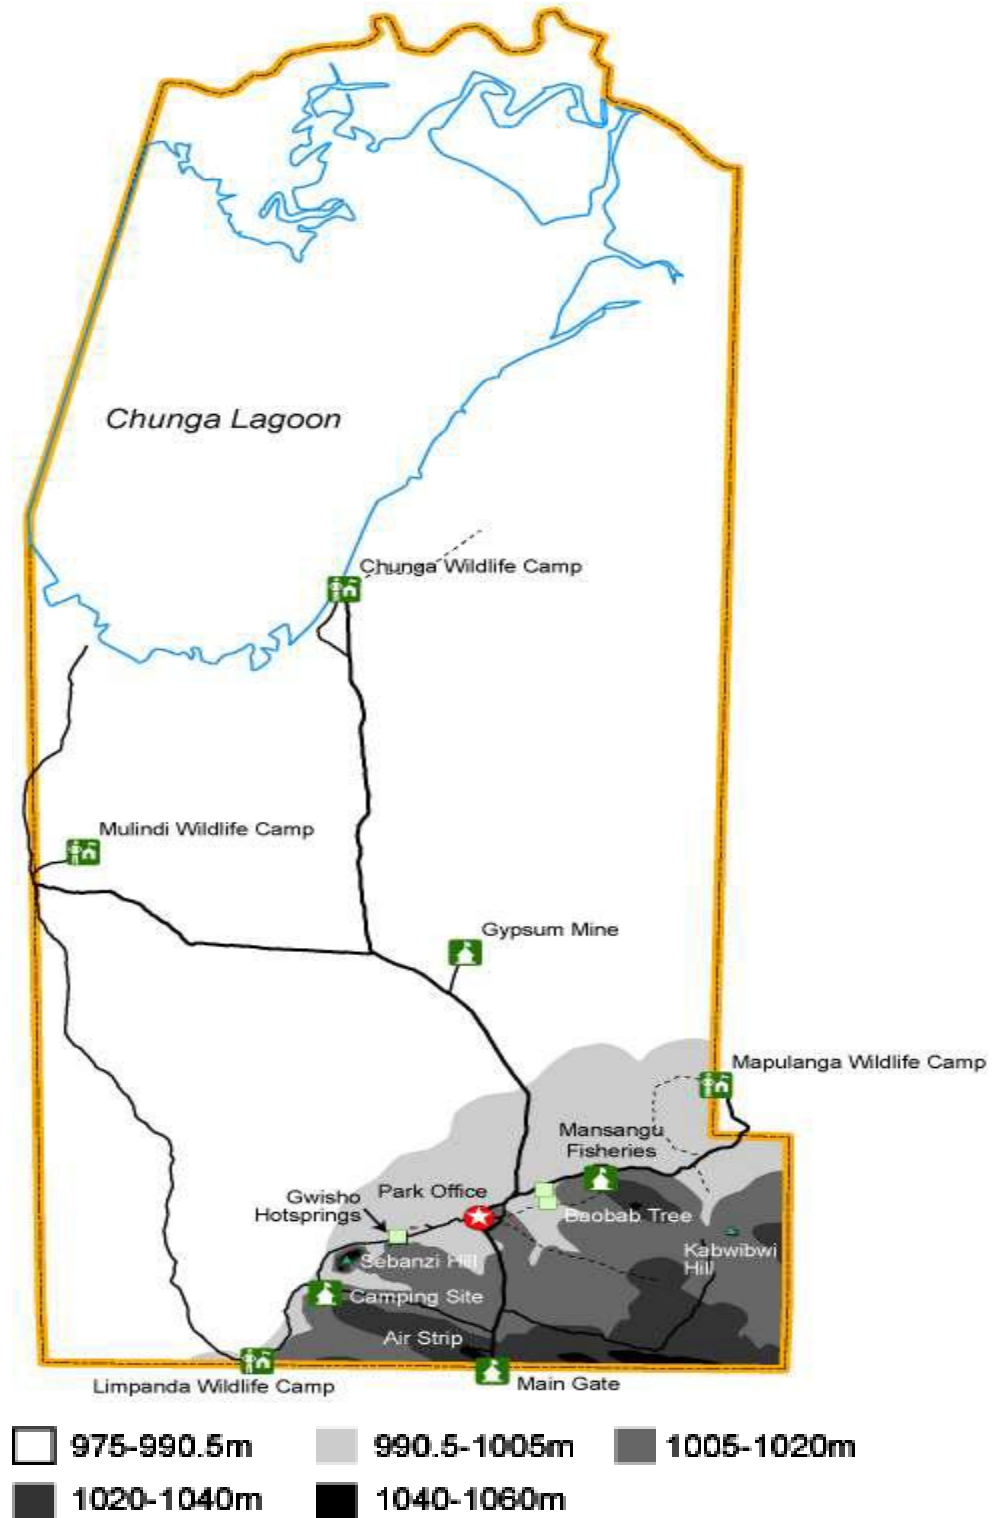 Chunga Lagoon
Chunga Wildlife Camp
Mulindi Wildlife Camp
Gypsum Mine
Mapulanga Wildlife Camp
Mansangu
Fisheries
Park Office
Gwisho
Hotsprings
Baobab Tree
Kabwibwi
Hill
Sebanzi Hill
Camping Site
Air Strip
Limpanda Wildlife Camp
Main Gate
975-990.5m
990.5-1005m
1005-1020m
1020-1040m
1040-1060m